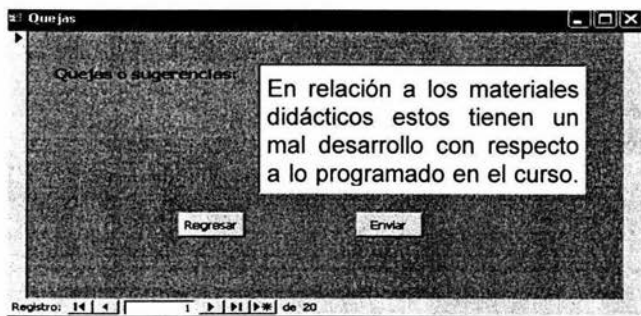 Quejas
Quejas o sugerencias:
En relación a los materiales
didácticos estos tienen un
mal desarrollo con respecto
a lo programado en el curso.
Regresar
Enviar
Registro: 1 de 20